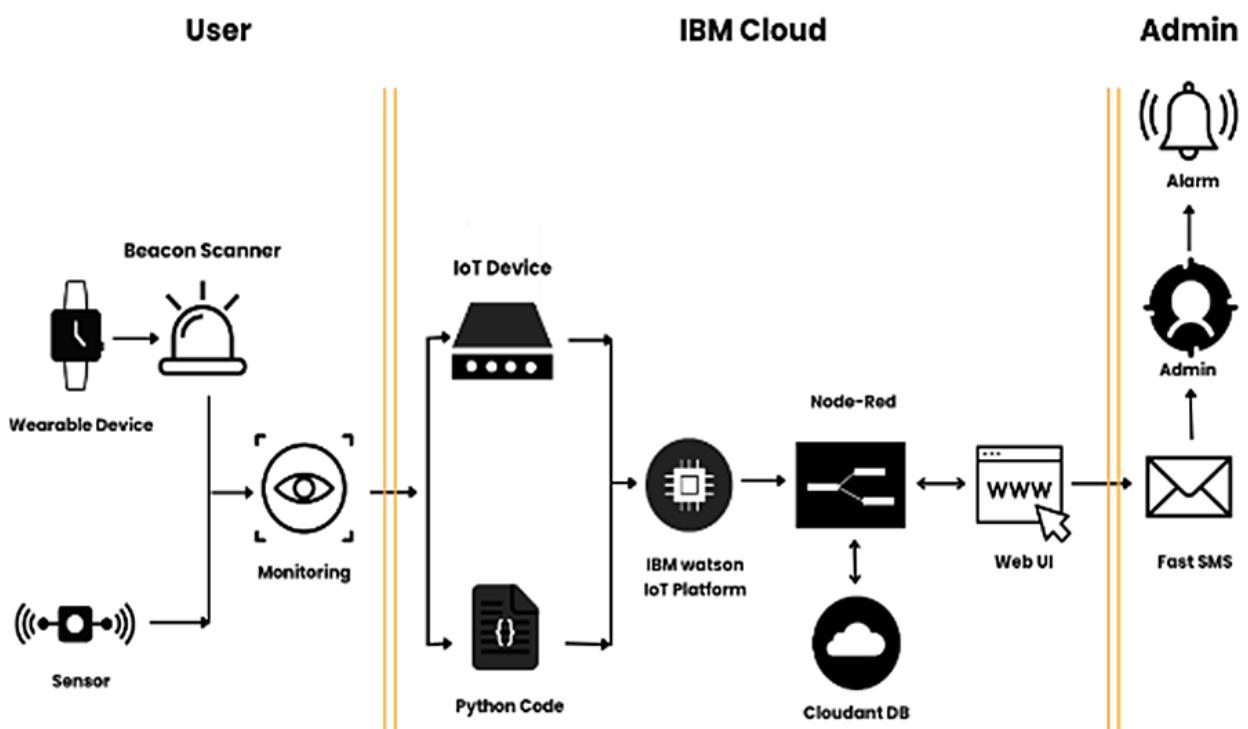 User
IBM Cloud
Admin
Alarm
Beacon Scanner
IoT Device
Admin
Wearable Device
Node-Red
WWW
Monitoring
IBM watson
IoT Platform
Web UI
Fast SMS
{}
Sensor
Python Code
Cloudant DB